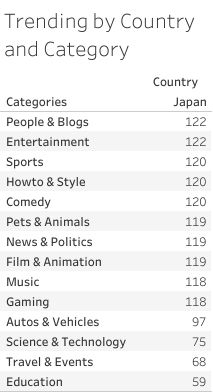 Trending by Country
and Category
Country
Categories Japan
People & Blogs 122
Entertainment 122
Sports 120
Howto & Style 120
Comedy 120
Pets & Animals 119
News & Politics 119
Film & Animation 119
Music 118
Gaming 118
Autos & Vehicles 97
Science & Technology 75
Travel & Events 68
Education 59